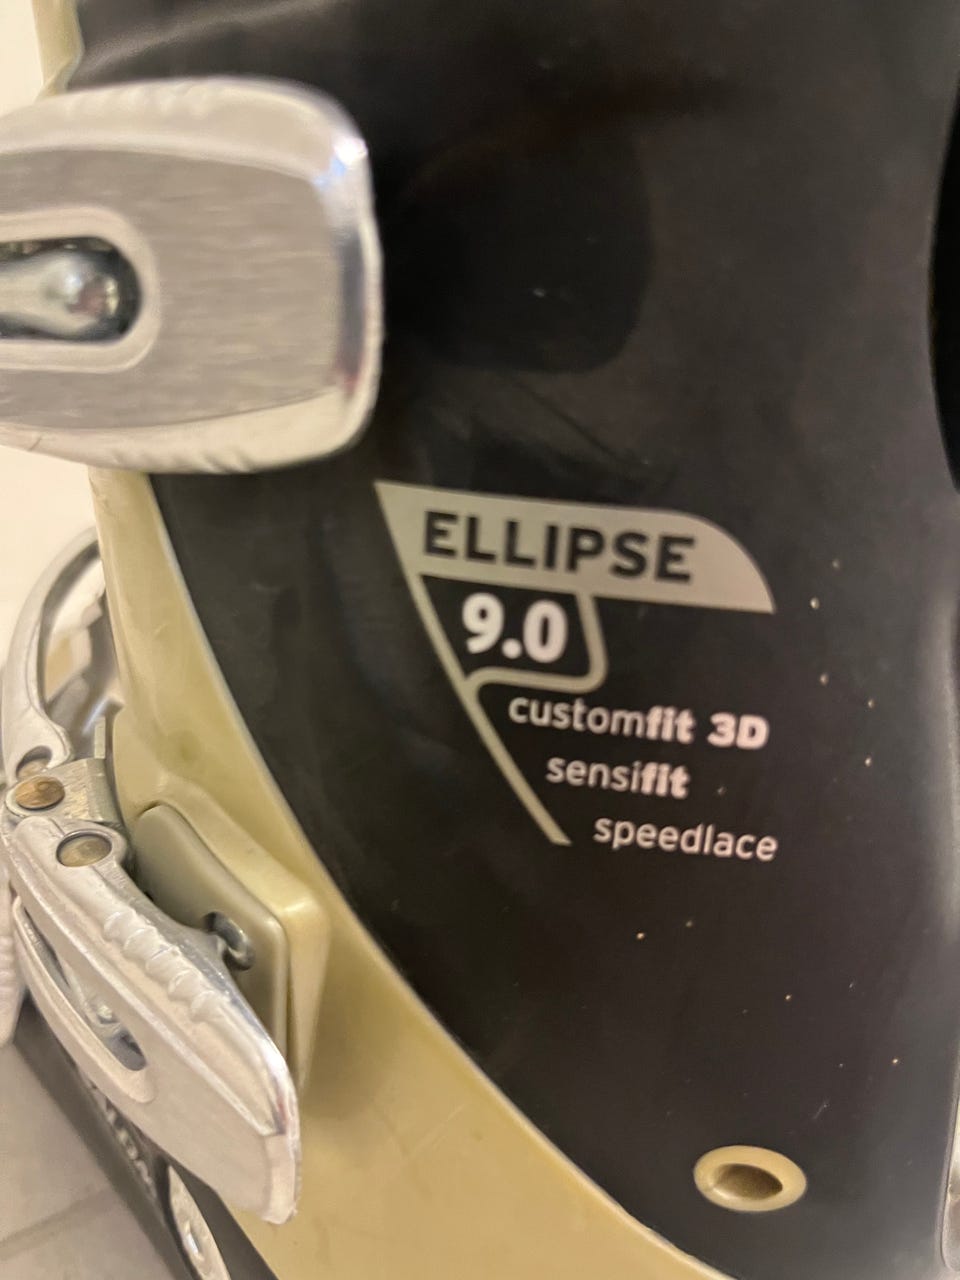 ELLIPSE
9.0
customfit 3D
sensifit
speedlace